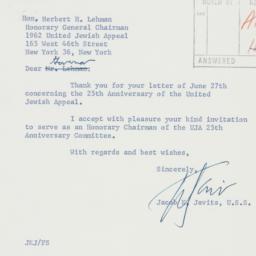 Hon. Herbert H. Lehman
Honorary General Chairman
1962 United Jewish Appeal
165 West 46th Street
New York 36, New York
Dear Mr. Lehman:
Thank you for your letter of June 27th
concerning the 25th Anniversary of the United
Jewish Appeal.
I accept with pleasure your kind invitation
to serve as an Honorary Chairman of the UJA 25th
Anniversary Committee.
With regards and best wishes,
Sincerely,
Jacob K. Javits, U.S.S.
JKJ/FS
ANSWERED